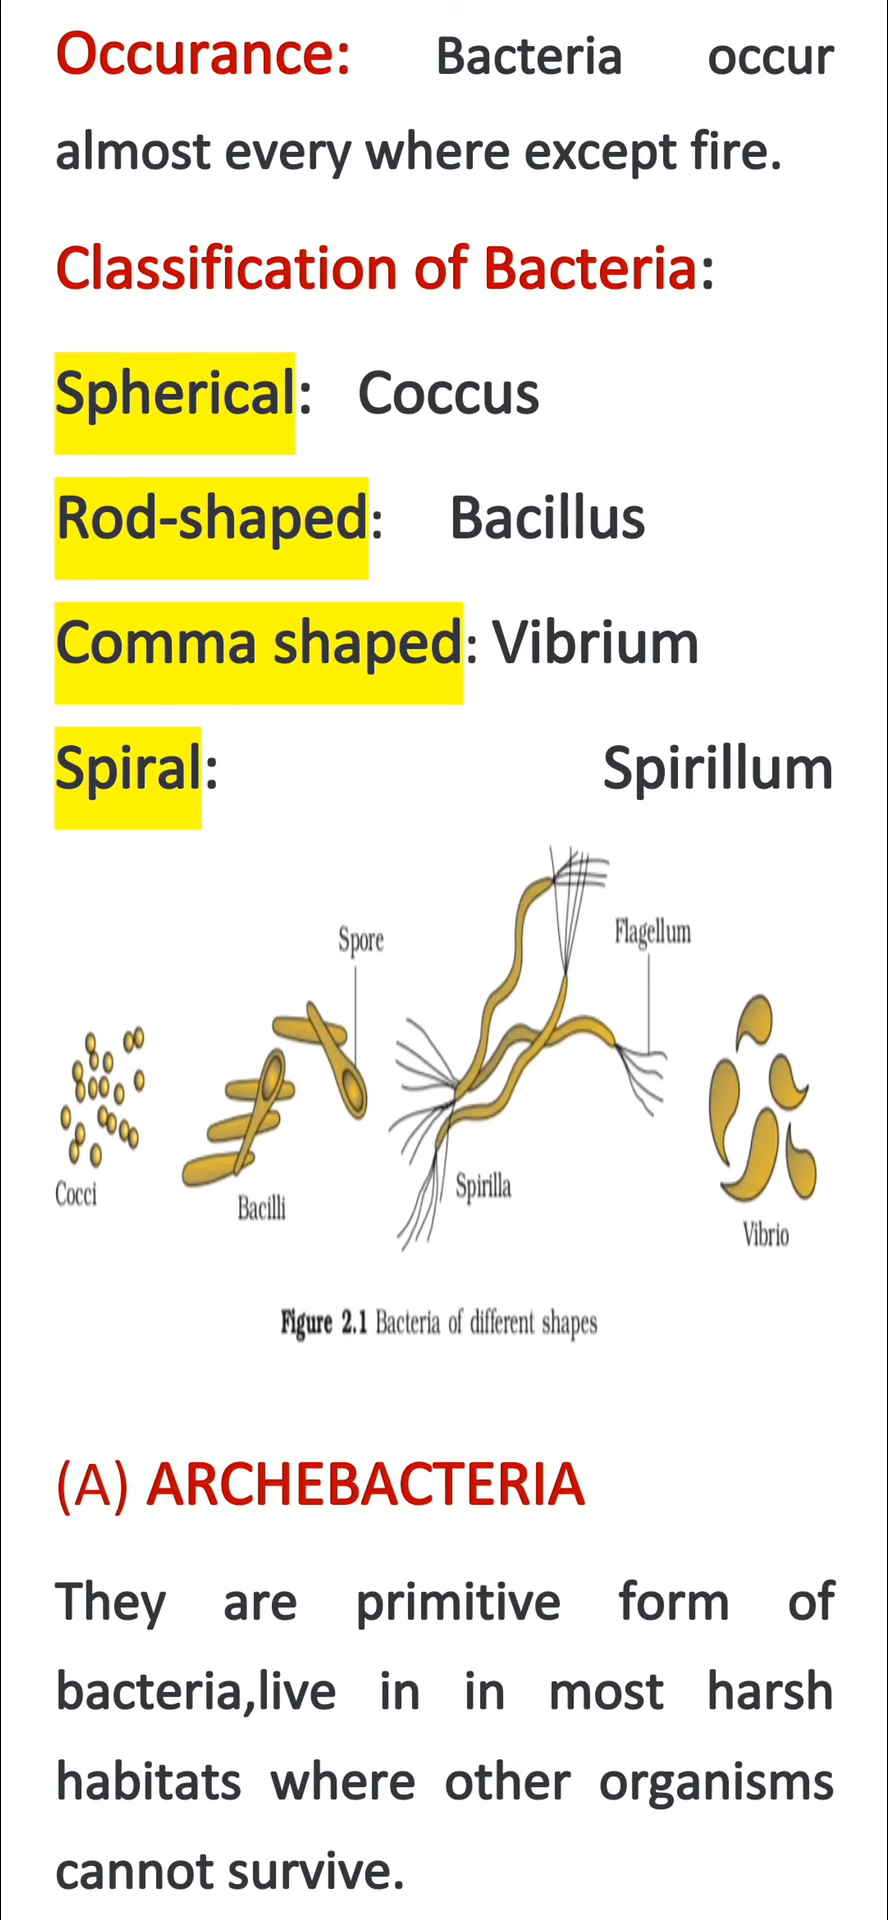 Occurance: Bacteria occur
almost every where except fire.
Classification of Bacteria:
Spherical: Coccus
Rod-shaped: Bacillus
Comma shaped: Vibrium
Spiral: Spirillum
Spore
Flagellum
Cocci
Bacilli
Spirilla
Vibrio
Figure 2.1 Bacteria of different shapes
(A) ARCHEBACTERIA
They are primitive form of
bacteria,live in in most harsh
habitats where other organisms
cannot survive.